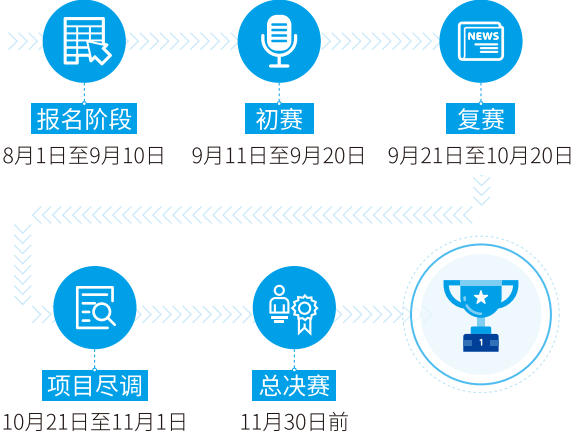 NEWS
报名阶段
初赛
复赛
8月1日至9月10日
9月11日至9月20日
9月21日至10月20日
1
项目尽调
总决赛
10月21日至11月1日
11月30日前